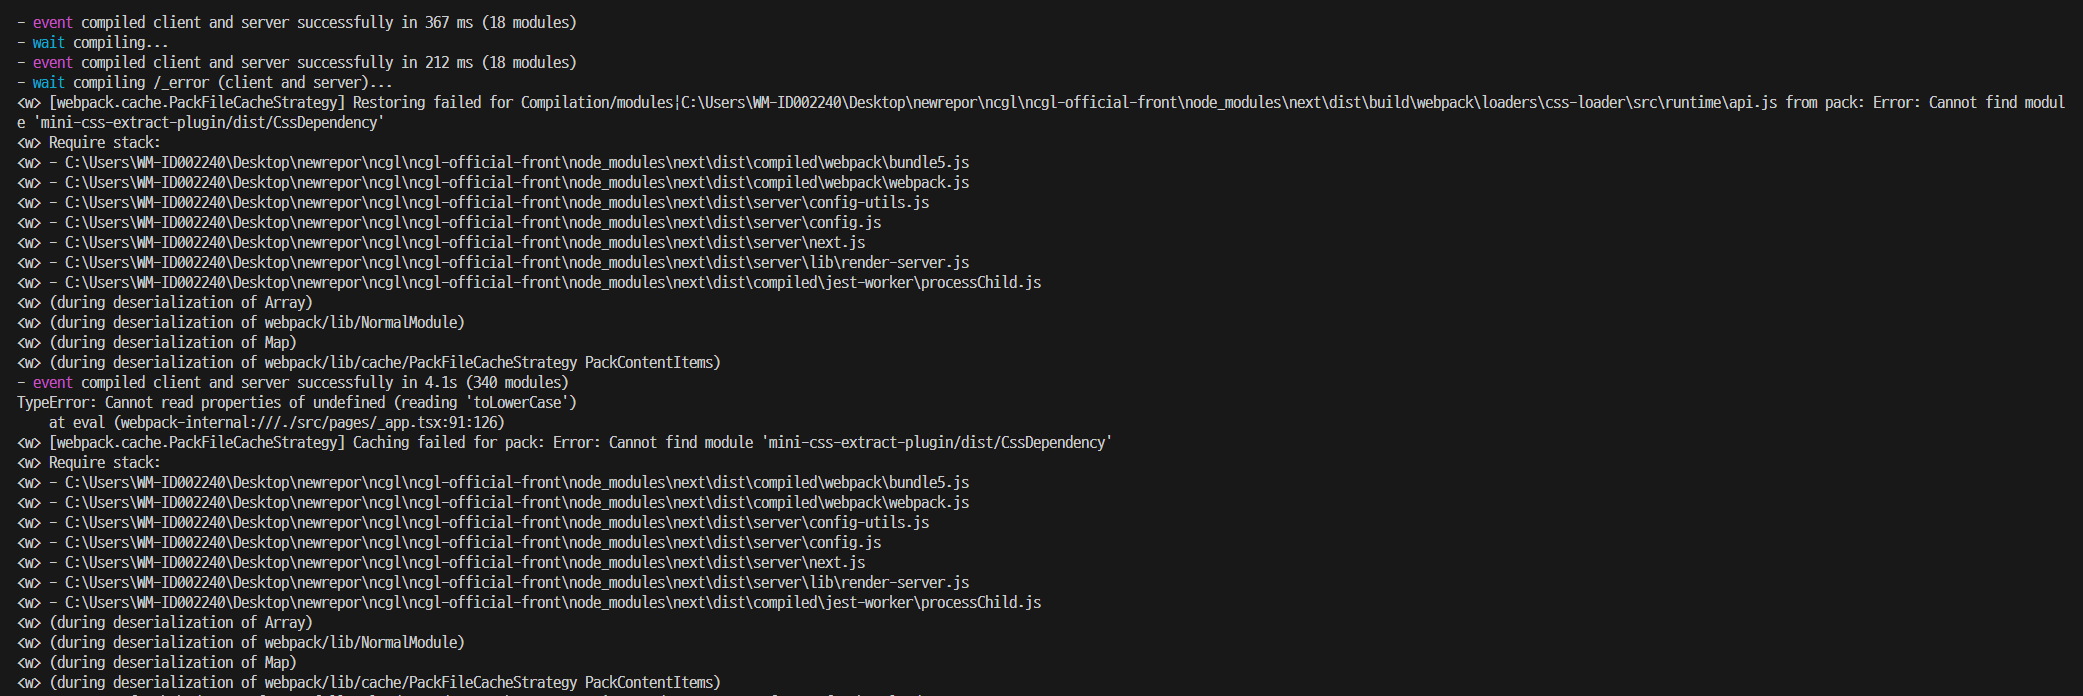 - event compiled client and server successfully in 367 ms (18 modules)
- wait compiling...
- event compiled client and server successfully in 212 ms (18 modules)
- wait compiling /_error (client and server)...
<w> [webpack.cache.PackFileCacheStrategy] Restoring failed for Compilation/modules|C:\Users\WM-ID002240\Desktop\newrepor\ncgl\ncgl-official-front\node_modules\next\dist\build\webpack\loaders\css-loader\src\runtime\api.js from pack: Error: Cannot find modul
e 'mini-css-extract-plugin/dist/CssDependency'
<w> Require stack:
<w> - C:\Users\WM-ID002240\Desktop\newrepor\ncgl\ncgl-official-front\node_modules\next\dist\compiled\webpack\bundle5.js
<w> - C:\Users\WM-ID002240\Desktop\newrepor\ncgl\ncgl-official-front\node_modules\next\dist\compiled\webpack\webpack.js
<w> - C:\Users\WM-ID002240\Desktop\newrepor\ncgl\ncgl-official-front\node_modules\next\dist\server\config-utils.js
<w> - C:\Users\WM-ID002240\Desktop\newrepor\ncgl\ncgl-official-front\node_modules\next\dist\server\config.js
<w> - C:\Users\WM-ID002240\Desktop\newrepor\ncgl\ncgl-official-front\node_modules\next\dist\server\next.js
<w> - C:\Users\WM-ID002240\Desktop\newrepor\ncgl\ncgl-official-front\node_modules\next\dist\server\lib\render-server.js
<w> - C:\Users\WM-ID002240\Desktop\newrepor\ncgl\ncgl-official-front\node_modules\next\dist\compiled\jest-worker\processChild.js
<w> (during deserialization of Array)
<w> (during deserialization of webpack/lib/NormalModule)
<w> (during deserialization of Map)
<w> (during deserialization of webpack/lib/cache/PackFileCacheStrategy PackContentItems)
- event compiled client and server successfully in 4.1s (340 modules)
TypeError: Cannot read properties of undefined (reading 'toLowerCase')
    at eval (webpack-internal:///./src/pages/_app.tsx:91:126)
<w> [webpack.cache.PackFileCacheStrategy] Caching failed for pack: Error: Cannot find module 'mini-css-extract-plugin/dist/CssDependency'
<w> Require stack:
<w> - C:\Users\WM-ID002240\Desktop\newrepor\ncgl\ncgl-official-front\node_modules\next\dist\compiled\webpack\bundle5.js
<w> - C:\Users\WM-ID002240\Desktop\newrepor\ncgl\ncgl-official-front\node_modules\next\dist\compiled\webpack\webpack.js
<w> - C:\Users\WM-ID002240\Desktop\newrepor\ncgl\ncgl-official-front\node_modules\next\dist\server\config-utils.js
<w> - C:\Users\WM-ID002240\Desktop\newrepor\ncgl\ncgl-official-front\node_modules\next\dist\server\config.js
<w> - C:\Users\WM-ID002240\Desktop\newrepor\ncgl\ncgl-official-front\node_modules\next\dist\server\next.js
<w> - C:\Users\WM-ID002240\Desktop\newrepor\ncgl\ncgl-official-front\node_modules\next\dist\server\lib\render-server.js
<w> - C:\Users\WM-ID002240\Desktop\newrepor\ncgl\ncgl-official-front\node_modules\next\dist\compiled\jest-worker\processChild.js
<w> (during deserialization of Array)
<w> (during deserialization of webpack/lib/NormalModule)
<w> (during deserialization of Map)
<w> (during deserialization of webpack/lib/cache/PackFileCacheStrategy PackContentItems)